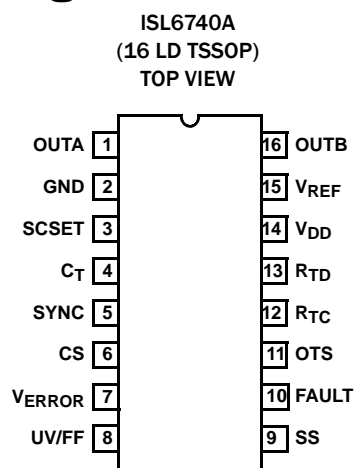 ISL6740A
(16 LD TSSOP)
TOP VIEW
OUTA 1 16 OUTB
GND 2 15 VREF
SCSET 3 14 VDD
CT 4 13 RTD
SYNC 5 12 RTC
CS 6 11 OTS
VERROR 7 10 FAULT
UV/FF 8 9 SS